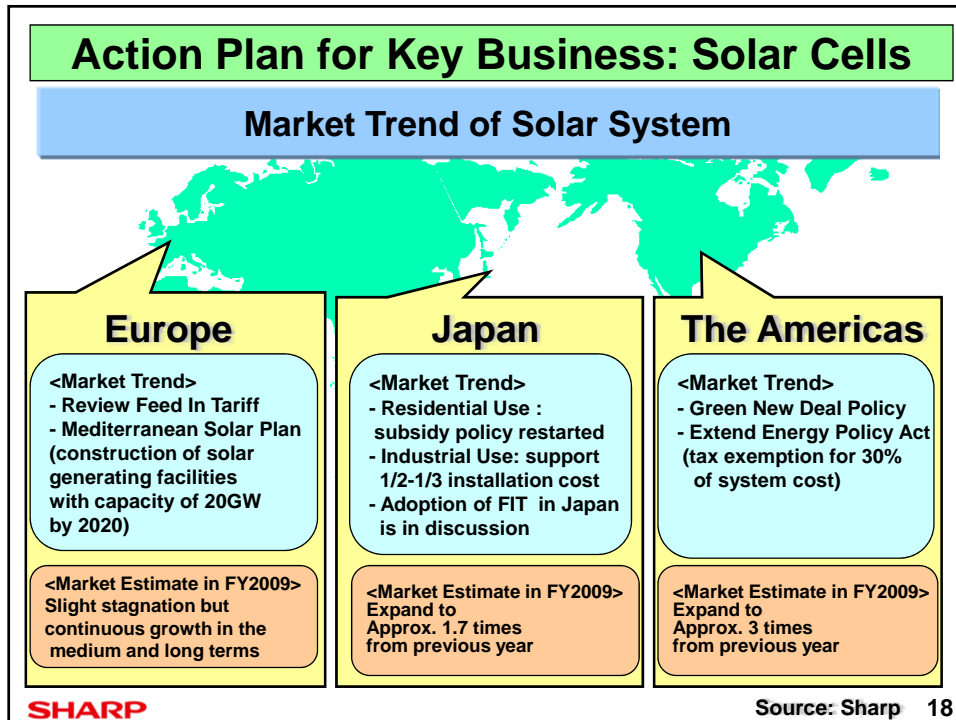 Action Plan for Key Business: Solar Cells
Market Trend of Solar System
Europe
<Market Trend>
- Review Feed In Tariff
- Mediterranean Solar Plan
(construction of solar
generating facilities
with capacity of 20GW
by 2020)
<Market Estimate in FY2009>
Slight stagnation but
continuous growth in the
medium and long terms
Japan
<Market Trend>
- Residential Use :
subsidy policy restarted
- Industrial Use: support
1/2-1/3 installation cost
- Adoption of FIT in Japan
is in discussion
<Market Estimate in FY2009>
Expand to
Approx. 1.7 times
from previous year
The Americas
<Market Trend>
- Green New Deal Policy
- Extend Energy Policy Act
(tax exemption for 30%
of system cost)
<Market Estimate in FY2009>
Expand to
Approx. 3 times
from previous year
SHARP
Source: Sharp 18